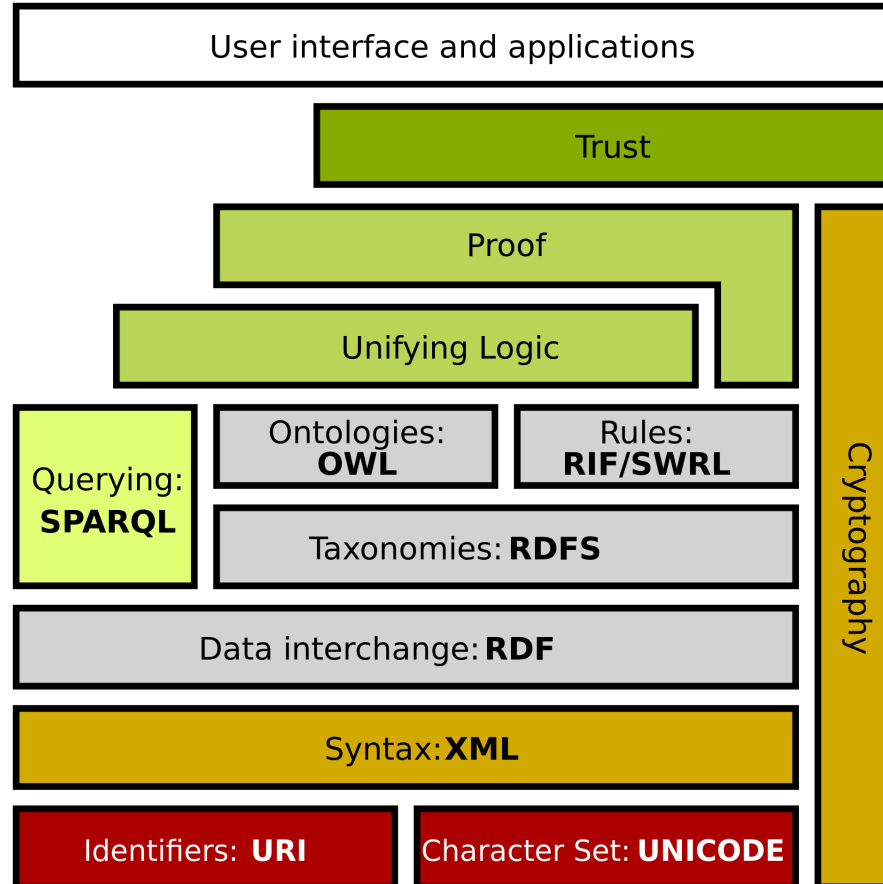 User interface and applications
Trust
Proof
Unifying Logic
Ontologies:
OWL
Rules:
RIF/SWRL
Querying:
SPARQL
Taxonomies: RDFS
Cryptography
Data interchange: RDF
Syntax: XML
Identifiers: URI
Character Set: UNICODE